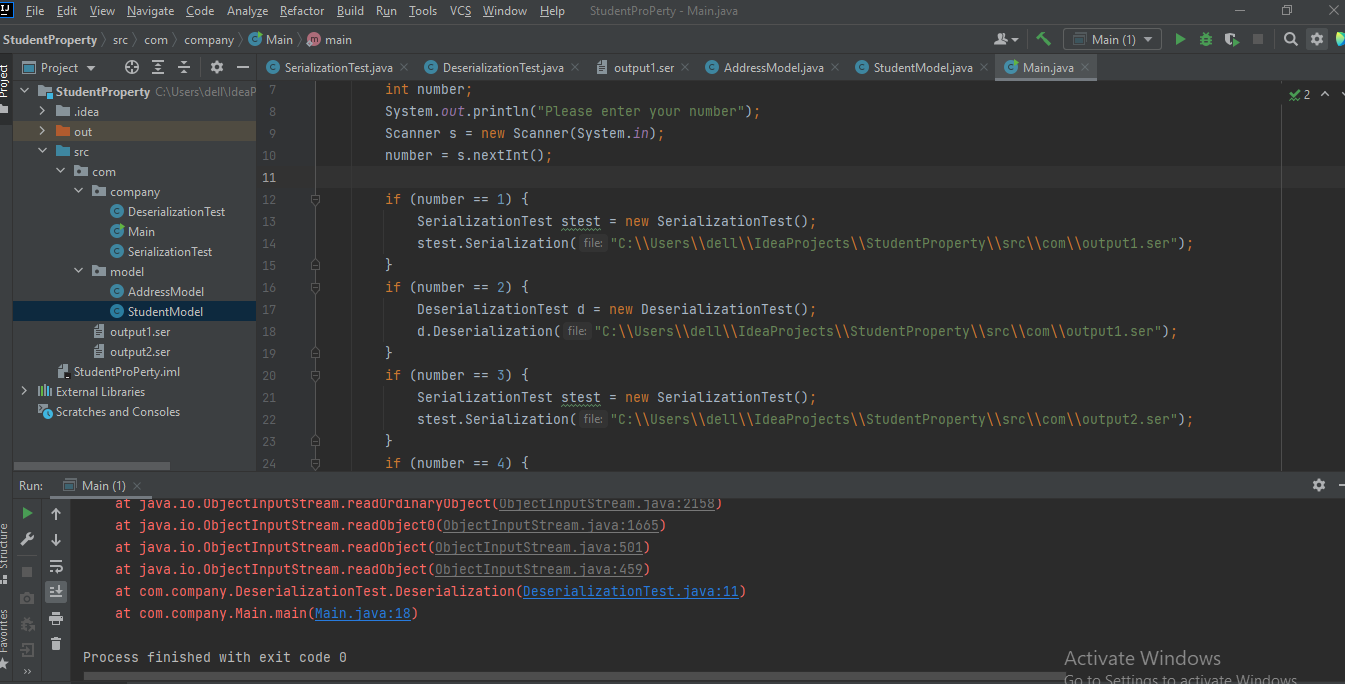 File Edit View Navigate Code Analyze Refactor Build Run Tools VCS Window Help StudentProPerty - Main.java
StudentProperty src com company Main main
Main (1)
Project
SerializationTest.java DeserializationTest.java output1.ser AddressModel.java StudentModel.java Main.java
Project
StudentProperty C:\Users\dell\IdeaP
.idea
out
src
com
company
DeserializationTest
Main
SerializationTest
model
AddressModel
StudentModel
output1.ser
output2.ser
StudentProPerty.iml
External Libraries
Scratches and Consoles
2
7 int number;
8 System.out.println("Please enter your number");
9 Scanner s = new Scanner(System.in);
10 number = s.nextInt();
11
12 if (number == 1) {
13 SerializationTest stest = new SerializationTest();
14 stest.Serialization( file: "C:\\Users\\dell\\IdeaProjects\\StudentProperty\\src\\com\\output1.ser");
15 }
16 if (number == 2) {
17 DeserializationTest d = new DeserializationTest();
18 d.Deserialization( file: "C:\\Users\\dell\\IdeaProjects\\StudentProperty\\src\\com\\output1.ser");
19 }
20 if (number == 3) {
21 SerializationTest stest = new SerializationTest();
22 stest.Serialization( file: "C:\\Users\\dell\\IdeaProjects\\StudentProperty\\src\\com\\output2.ser");
23 }
24 if (number == 4) {
Run: Main (1)
at java.io.ObjectInputStream.readOrdinaryObject(ObjectInputStream.java:2158)
at java.io.ObjectInputStream.readObject0(ObjectInputStream.java:1665)
at java.io.ObjectInputStream.readObject(ObjectInputStream.java:501)
at java.io.ObjectInputStream.readObject(ObjectInputStream.java:459)
at com.company.DeserializationTest.Deserialization(DeserializationTest.java:11)
at com.company.Main.main(Main.java:18)
Process finished with exit code 0
Structure
Favorites
Activate Windows
Go to Settings to activate Windows.